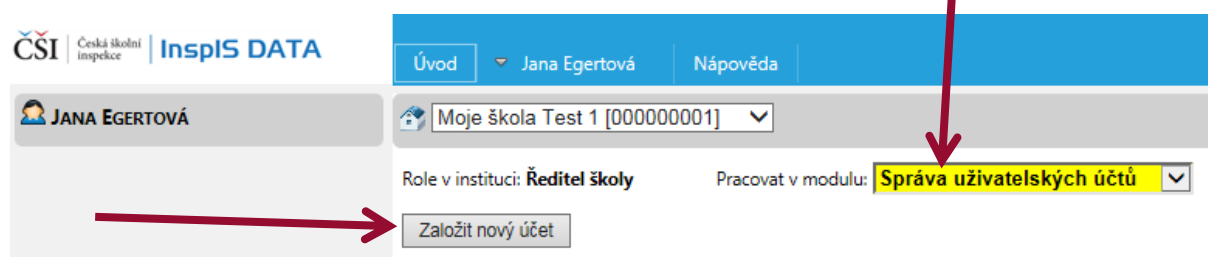 ČŠI Česká školní inspekce InspIS DATA
Úvod Jana Egertová Nápověda
JANA EGERTOVÁ
Moje škola Test 1 [000000001]
Role v instituci: Ředitel školy Pracovat v modulu: Správa uživatelských účtů
Založit nový účet